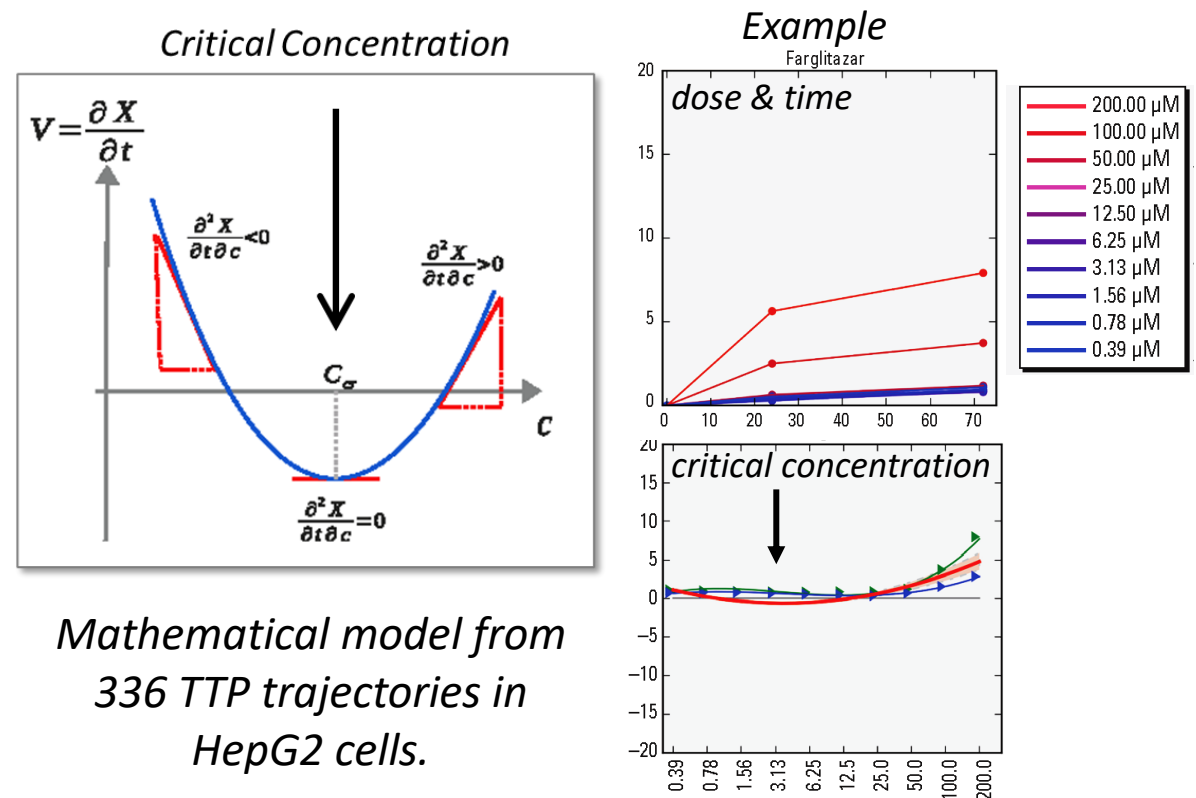 Critical Concentration
V=∂X/∂t
∂²X/∂t∂c<0
∂²X/∂t∂c>0
Cσ
C
∂²X/∂t∂c=0
Mathematical model from
336 TTP trajectories in
HepG2 cells.
Example
Farglitazar
dose & time
20
15
10
5
0
0 10 20 30 40 50 60 70
200.00 µM
100.00 µM
50.00 µM
25.00 µM
12.50 µM
6.25 µM
3.13 µM
1.56 µM
0.78 µM
0.39 µM
critical concentration
20
15
10
5
0
−5
−10
−15
−20
0.39 0.78 1.56 3.13 6.25 12.5 25.0 50.0 100.0 200.0